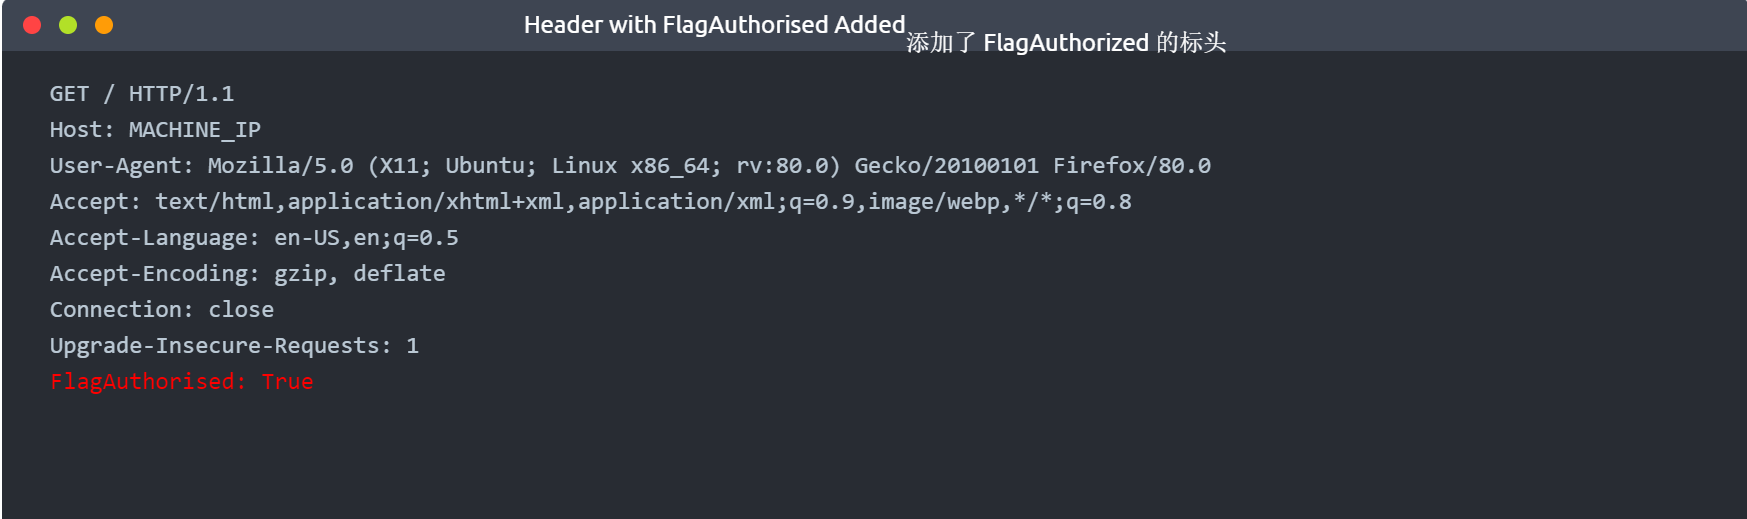 Header with FlagAuthorised Added
添加了 FlagAuthorized 的标头
GET / HTTP/1.1
Host: MACHINE_IP
User-Agent: Mozilla/5.0 (X11; Ubuntu; Linux x86_64; rv:80.0) Gecko/20100101 Firefox/80.0
Accept: text/html,application/xhtml+xml,application/xml;q=0.9,image/webp,*/*;q=0.8
Accept-Language: en-US,en;q=0.5
Accept-Encoding: gzip, deflate
Connection: close
Upgrade-Insecure-Requests: 1
FlagAuthorised: True